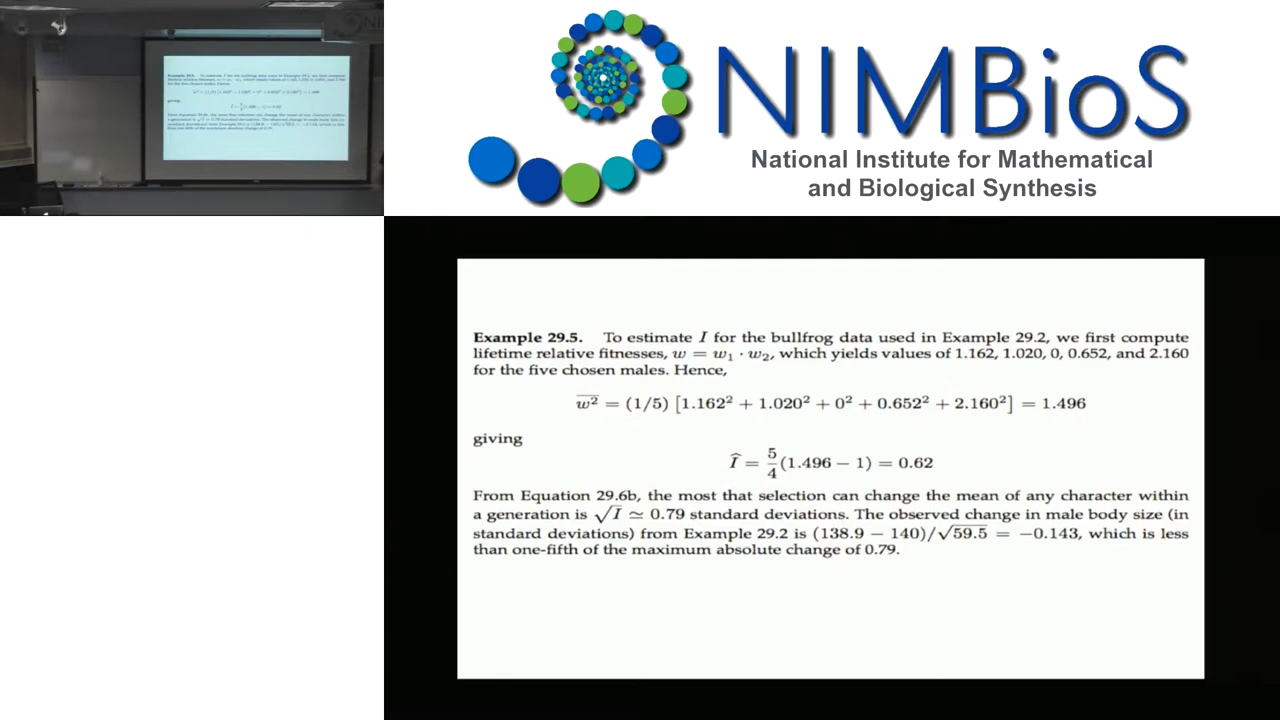 NIMBioS
National Institute for Mathematical
and Biological Synthesis
Example 29.5. To estimate I for the bullfrog data used in Example 29.2, we first compute
lifetime relative fitnesses, w = w₁ · w₂, which yields values of 1.162, 1.020, 0, 0.652, and 2.160
for the five chosen males. Hence,
w̅²̅ = (1/5) [1.162² + 1.020² + 0² + 0.652² + 2.160²] = 1.496
giving
Î = 5/4 (1.496 − 1) = 0.62
From Equation 29.6b, the most that selection can change the mean of any character within
a generation is √I ≃ 0.79 standard deviations. The observed change in male body size (in
standard deviations) from Example 29.2 is (138.9 − 140)/√59.5 = −0.143, which is less
than one-fifth of the maximum absolute change of 0.79.